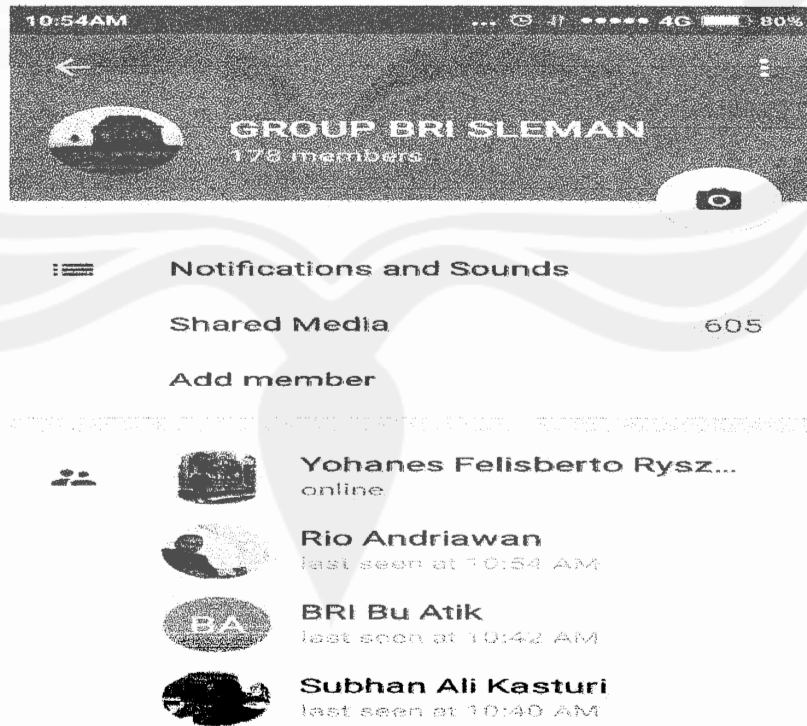 10:54AM ... 4G 80%
GROUP BRI SLEMAN
178 members
Notifications and Sounds
Shared Media 605
Add member
Yohanes Felisberto Rysz...
online
Rio Andriawan
last seen at 10:54 AM
BA
BRI Bu Atik
last seen at 10:42 AM
Subhan Ali Kasturi
last seen at 10:40 AM